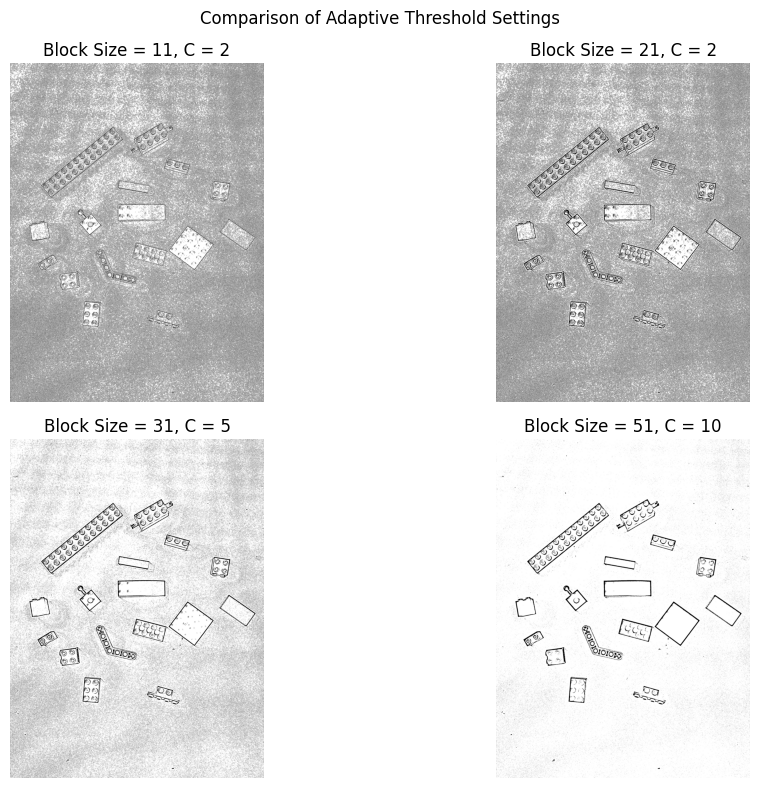 Comparison of Adaptive Threshold Settings
Block Size = 11, C = 2
Block Size = 21, C = 2
Block Size = 31, C = 5
Block Size = 51, C = 10